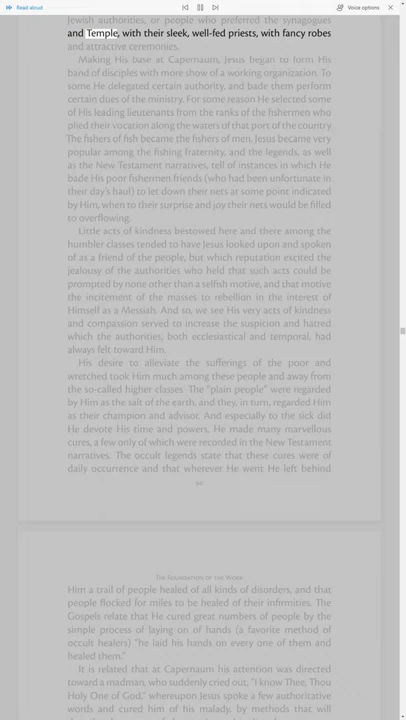 Read aloud
Voice options
Jewish authorities, or people who preferred the synagogues
and Temple, with their sleek, well-fed priests, with fancy robes
and attractive ceremonies.
Making His base at Capernaum, Jesus began to form His
band of disciples with more show of a working organization. To
some He delegated certain authority, and bade them perform
certain dues of the ministry. For some reason He selected some
of His leading lieutenants from the ranks of the fishermen who
plied their vocation along the waters of that port of the country
The fishers of fish became the fishers of men. Jesus became very
popular among the fishing fraternity, and the legends, as well
as the New Testament narratives, tell of instances in which He
bade His poor fishermen friends (who had been unfortunate in
their day's haul) to let down their nets at some point indicated
by Him, when to their surprise and joy their nets would be filled
to overflowing.
Little acts of kindness bestowed here and there among the
humbler classes tended to have Jesus looked upon and spoken
of as a friend of the people, but which reputation excited the
jealousy of the authorities who held that such acts could be
prompted by none other than a selfish motive, and that motive
the incitement of the masses to rebellion in the interest of
Himself as a Messiah. And so, we see His very acts of kindness
and compassion served to increase the suspicion and hatred
which the authorities, both ecclesiastical and temporal, had
always felt toward Him.
His desire to alleviate the sufferings of the poor and
wretched took Him much among these people and away from
the so-called higher classes. The "plain people" were regarded
by Him as the salt of the earth, and they, in turn, regarded Him
as their champion and advisor. And especially to the sick did
He devote His time and powers. He made many marvellous
cures, a few only of which were recorded in the New Testament
narratives. The occult legends state that these cures were of
daily occurrence and that wherever He went He left behind
The Foundation of the Work
Him a trail of people healed of all kinds of disorders, and that
people flocked for miles to be healed of their infirmities. The
Gospels relate that He cured great numbers of people by the
simple process of laying on of hands (a favorite method of
occult healers) "he laid his hands on every one of them and
healed them."
It is related that at Capernaum his attention was directed
toward a madman, who suddenly cried out, "I know Thee, Thou
Holy One of God," whereupon Jesus spoke a few authoritative
words and cured him of his malady, by methods that will